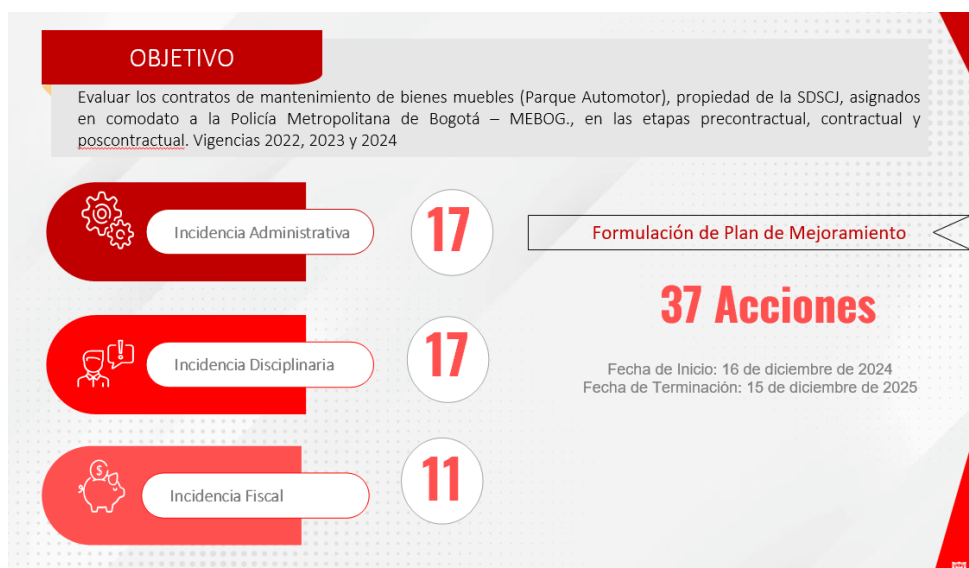 OBJETIVO
Evaluar los contratos de mantenimiento de bienes muebles (Parque Automotor), propiedad de la SDSCJ, asignados
en comodato a la Policía Metropolitana de Bogotá – MEBOG., en las etapas precontractual, contractual y
poscontractual. Vigencias 2022, 2023 y 2024
Incidencia Administrativa
17
Incidencia Disciplinaria
17
Incidencia Fiscal
11
Formulación de Plan de Mejoramiento
37 Acciones
Fecha de Inicio: 16 de diciembre de 2024
Fecha de Terminación: 15 de diciembre de 2025